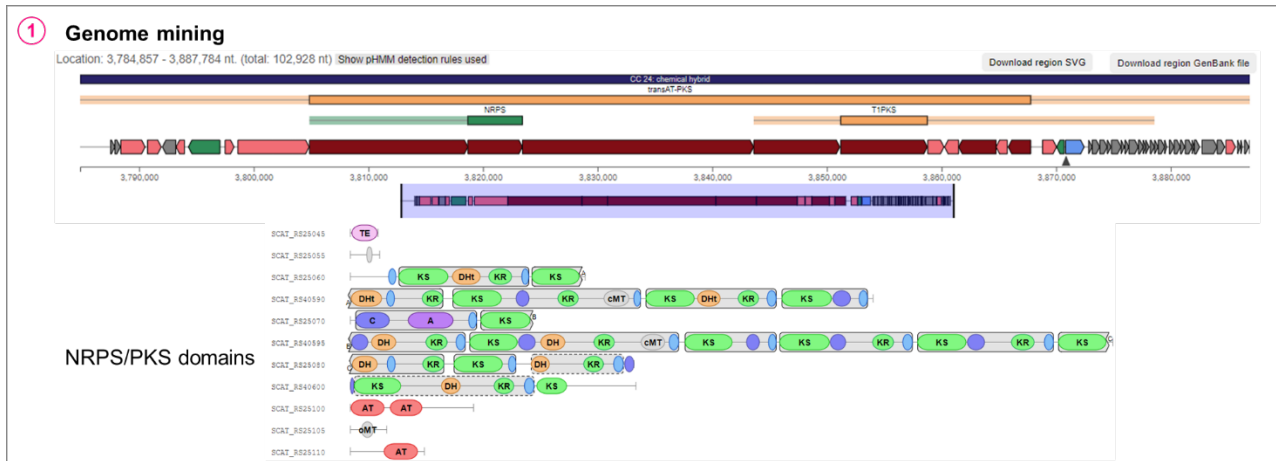 1 Genome mining
Location: 3,784,857 - 3,887,784 nt. (total: 102,928 nt) Show pHMM detection rules used
Download region SVG Download region GenBank file
CC 24: chemical hybrid
transAT-PKS
NRPS T1PKS
3,790,000 3,800,000 3,810,000 3,820,000 3,830,000 3,840,000 3,850,000 3,860,000 3,870,000 3,880,000
SCAT_RS25045 TE
SCAT_RS25055
SCAT_RS25060 KS DHt KR KS A
SCAT_RS40590 A DHt KR KS KR cMT KS DHt KR KS
SCAT_RS25070 C A KS B
NRPS/PKS domains
SCAT_RS40595 B DH KR KS DH KR cMT KS KS KR KS KR KS C
SCAT_RS25080 C DH KR KS DH KR
SCAT_RS40600 KS DH KR KS
SCAT_RS25100 AT AT
SCAT_RS25105 oMT
SCAT_RS25110 AT